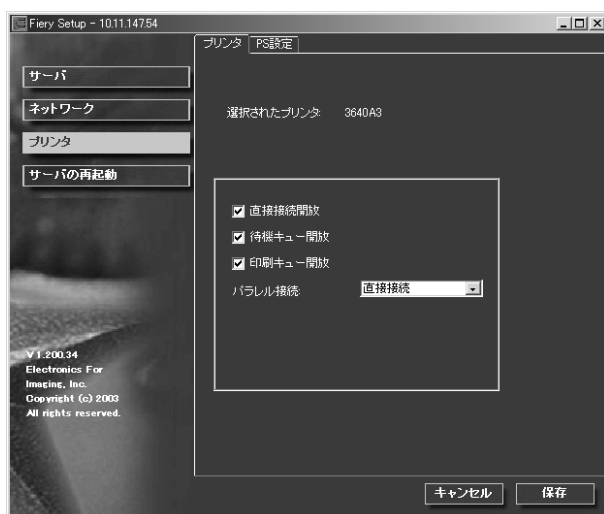 Fiery Setup - 10.11.147.54
プリンタ
PS設定
サーバ
ネットワーク
プリンタ
サーバの再起動
選択されたプリンタ: 3640A3
直接接続開放
待機キュー開放
印刷キュー開放
パラレル接続: 直接接続
V 1.200.34
Electronics For
Imaging, Inc.
Copyright (c) 2003
All rights reserved.
キャンセル
保存